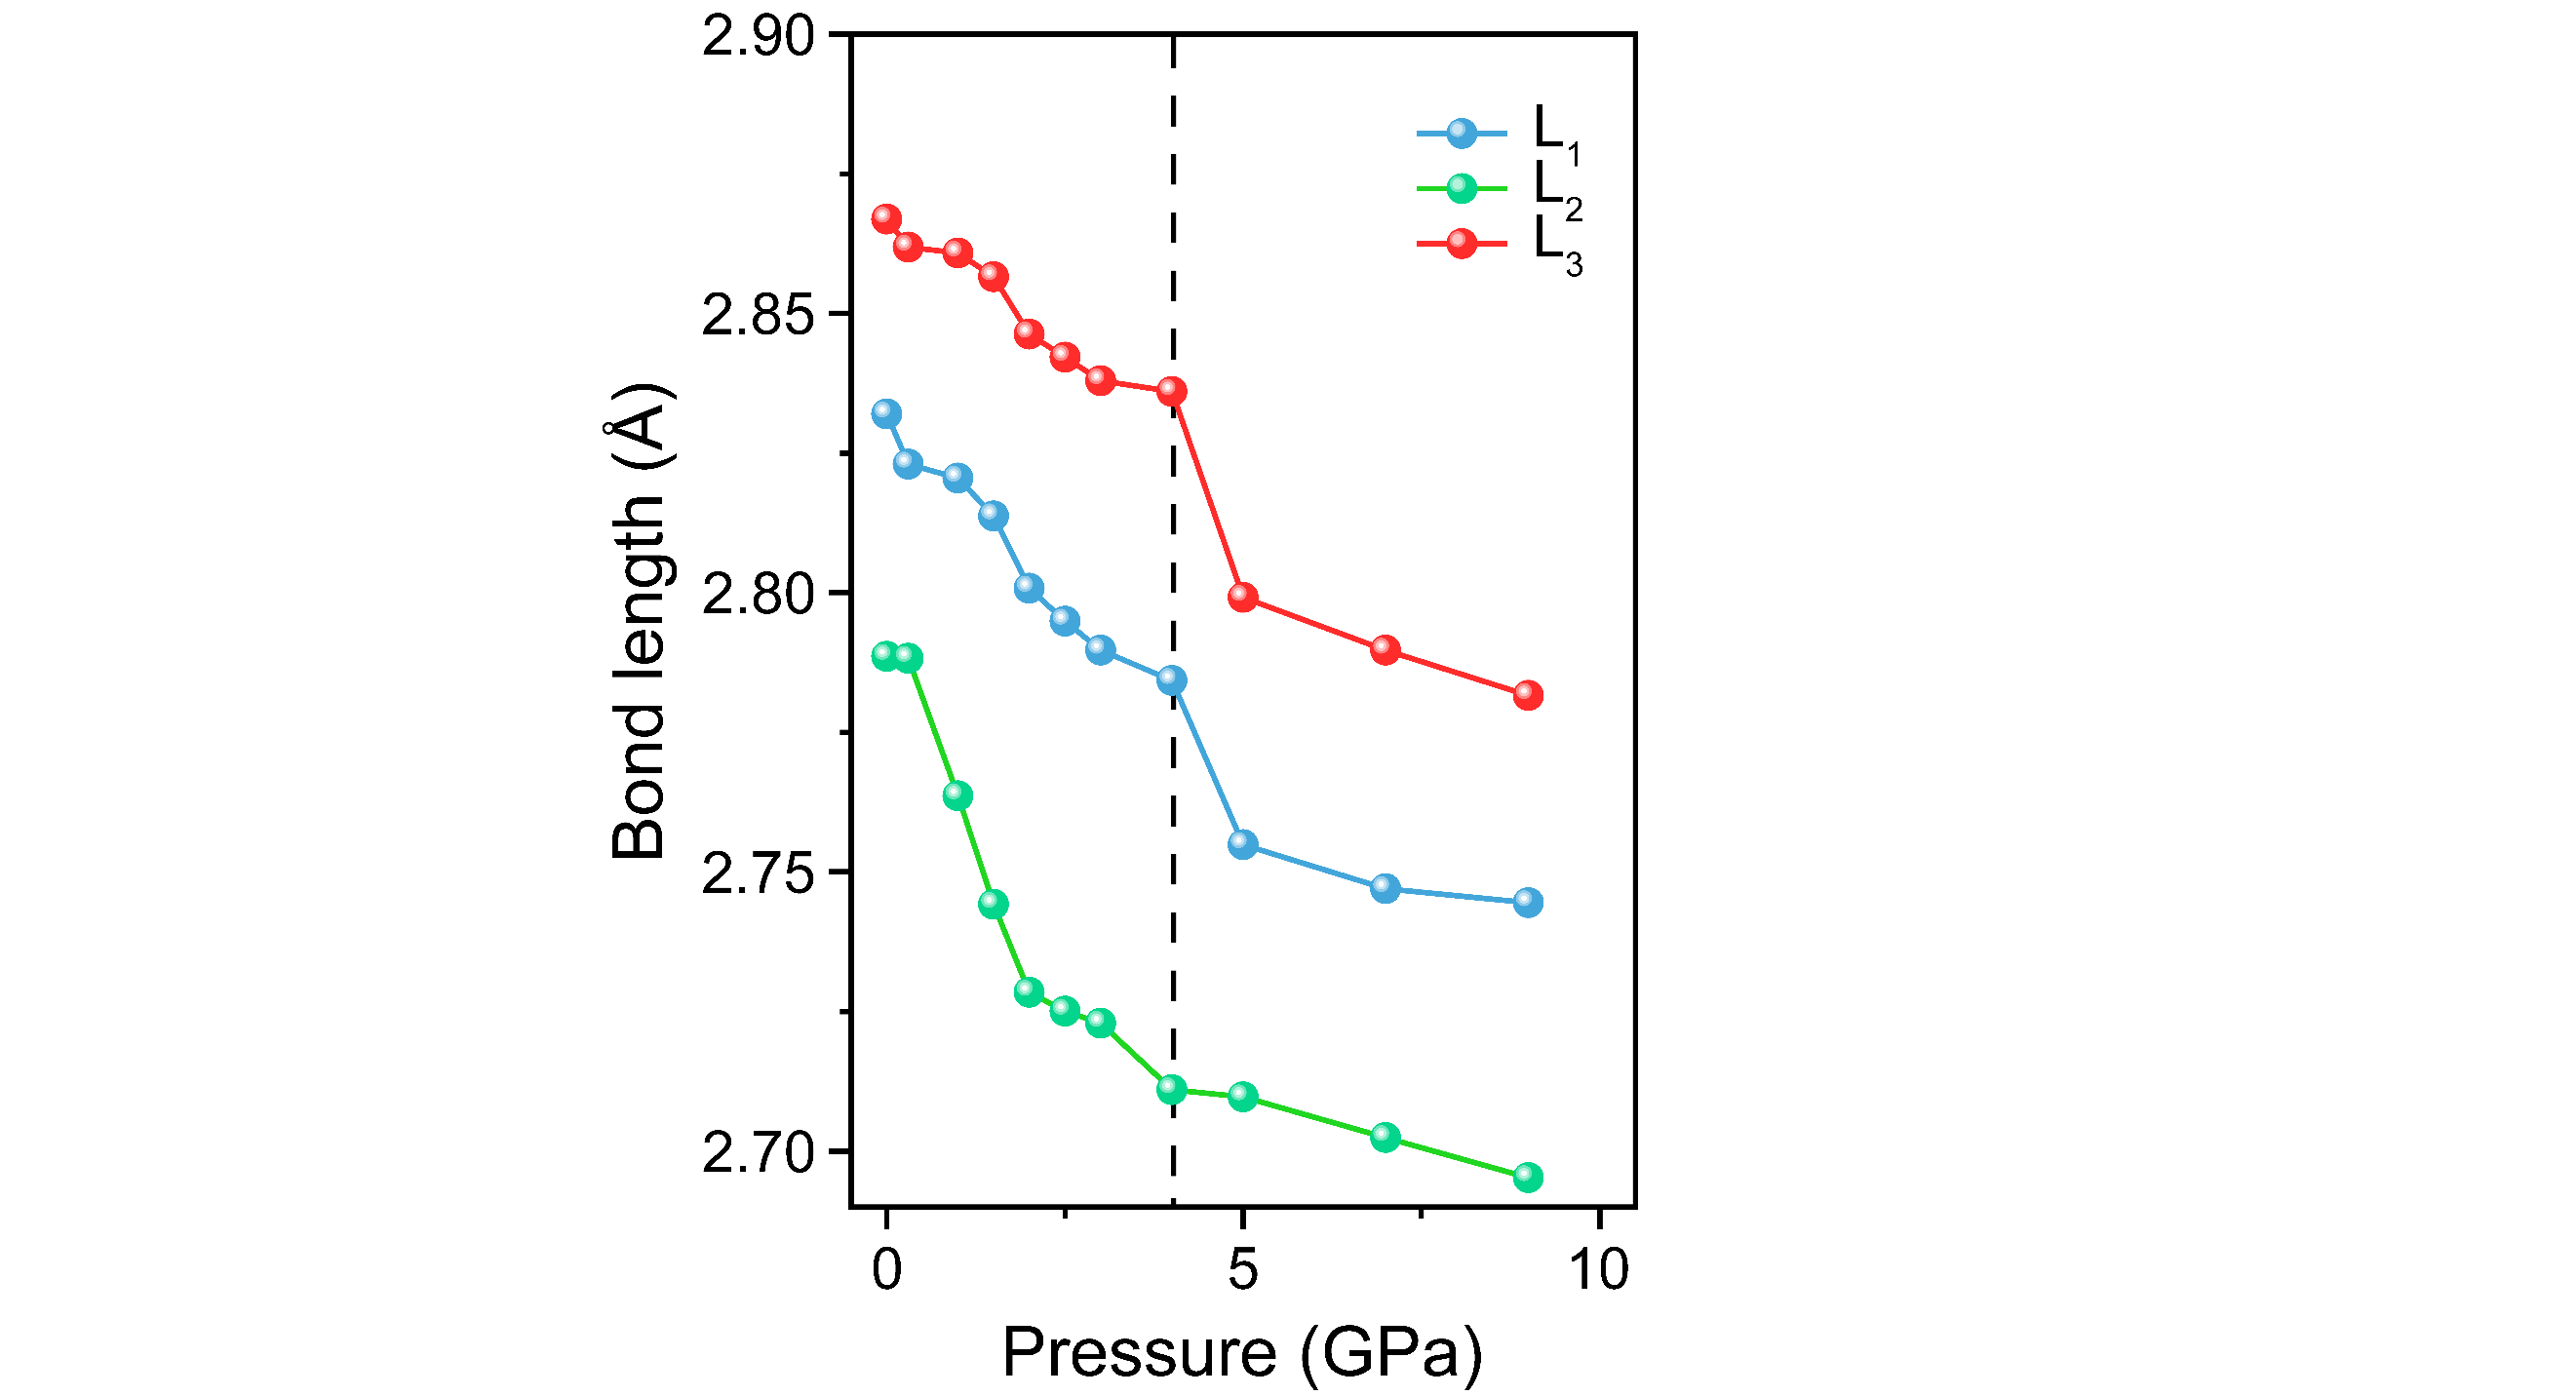 2.90
2.85
2.80
2.75
2.70
Bond length (Å)
L1
L2
L3
0 5 10
Pressure (GPa)